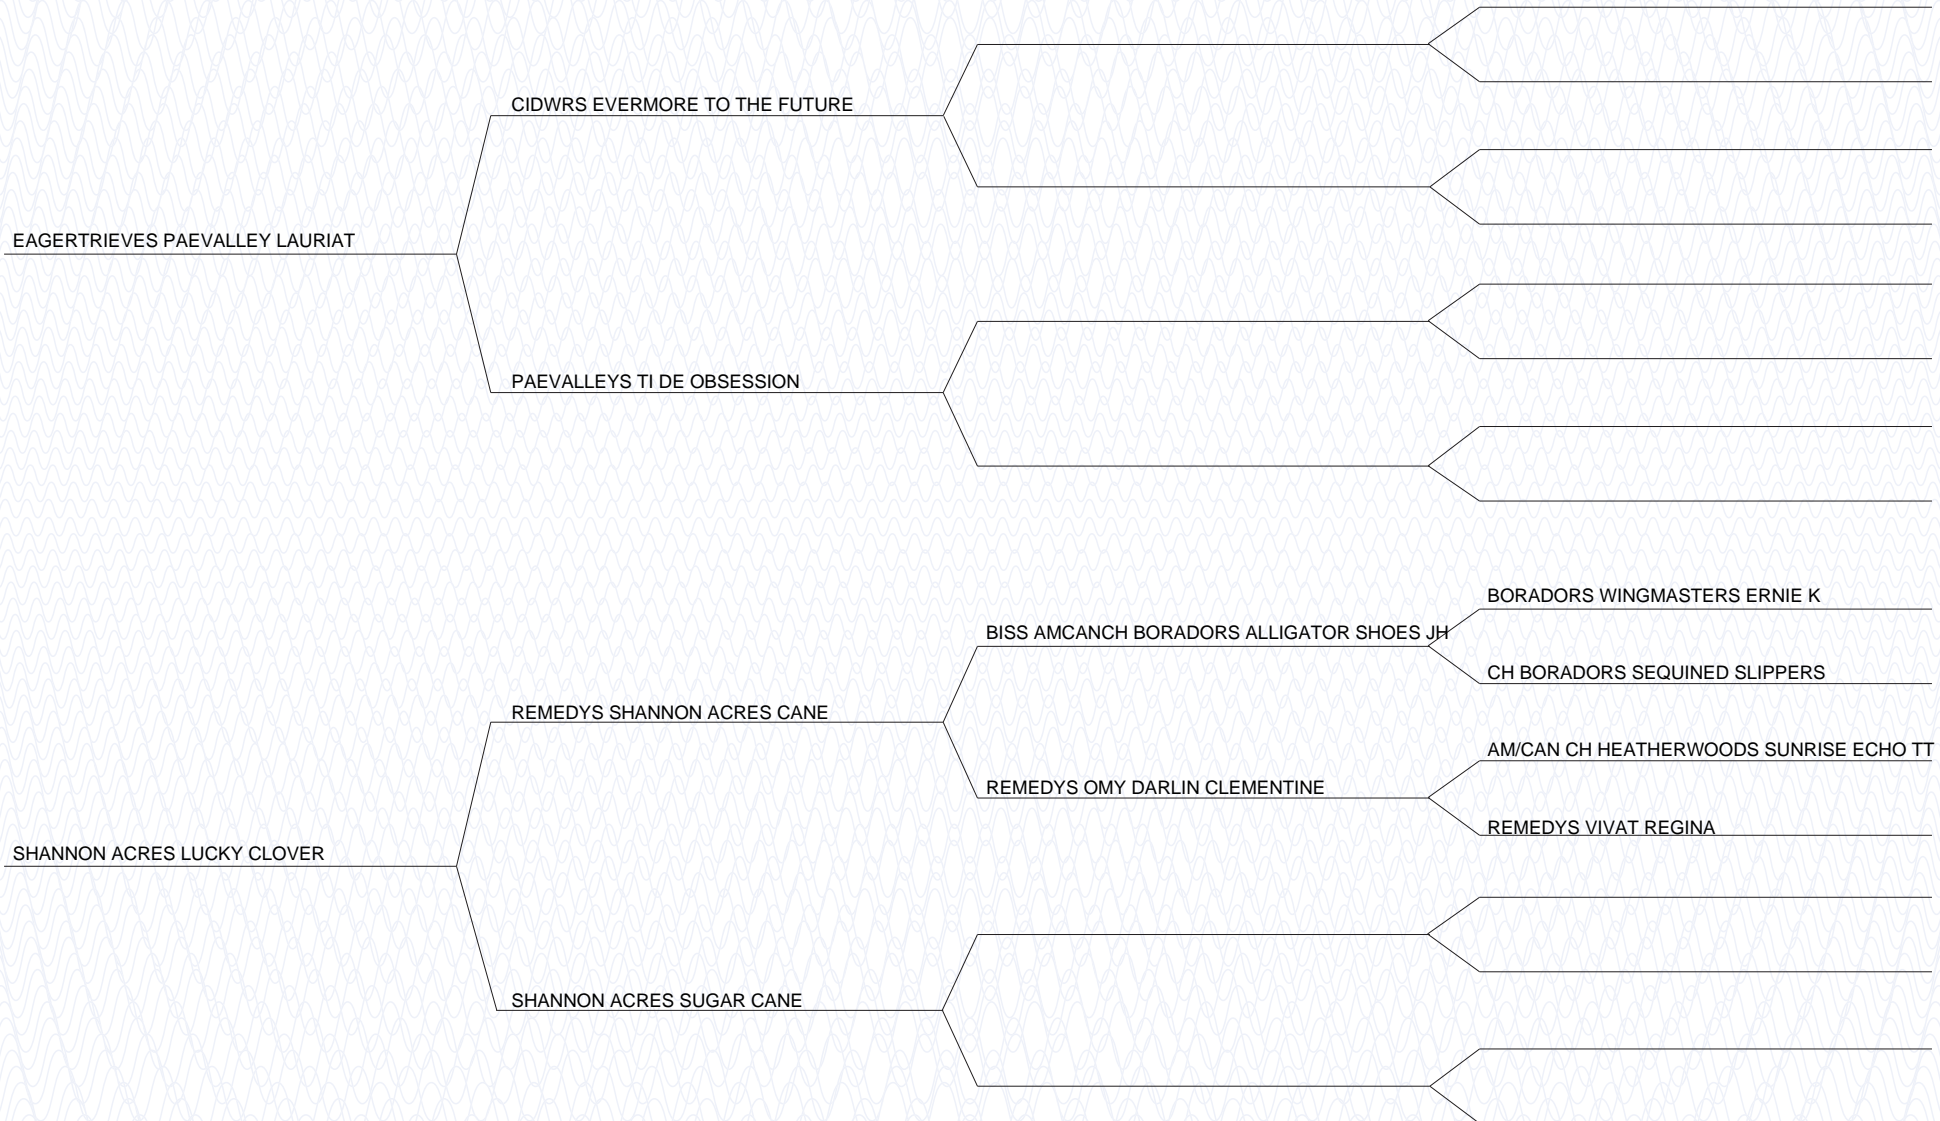 CIDWRS EVERMORE TO THE FUTURE
EAGERTRIEVES PAEVALLEY LAURIAT
PAEVALLEYS TI DE OBSESSION
BORADORS WINGMASTERS ERNIE K
BISS AMCANCH BORADORS ALLIGATOR SHOES JH
CH BORADORS SEQUINED SLIPPERS
REMEDYS SHANNON ACRES CANE
AM/CAN CH HEATHERWOODS SUNRISE ECHO TT
REMEDYS OMY DARLIN CLEMENTINE
REMEDYS VIVAT REGINA
SHANNON ACRES LUCKY CLOVER
SHANNON ACRES SUGAR CANE